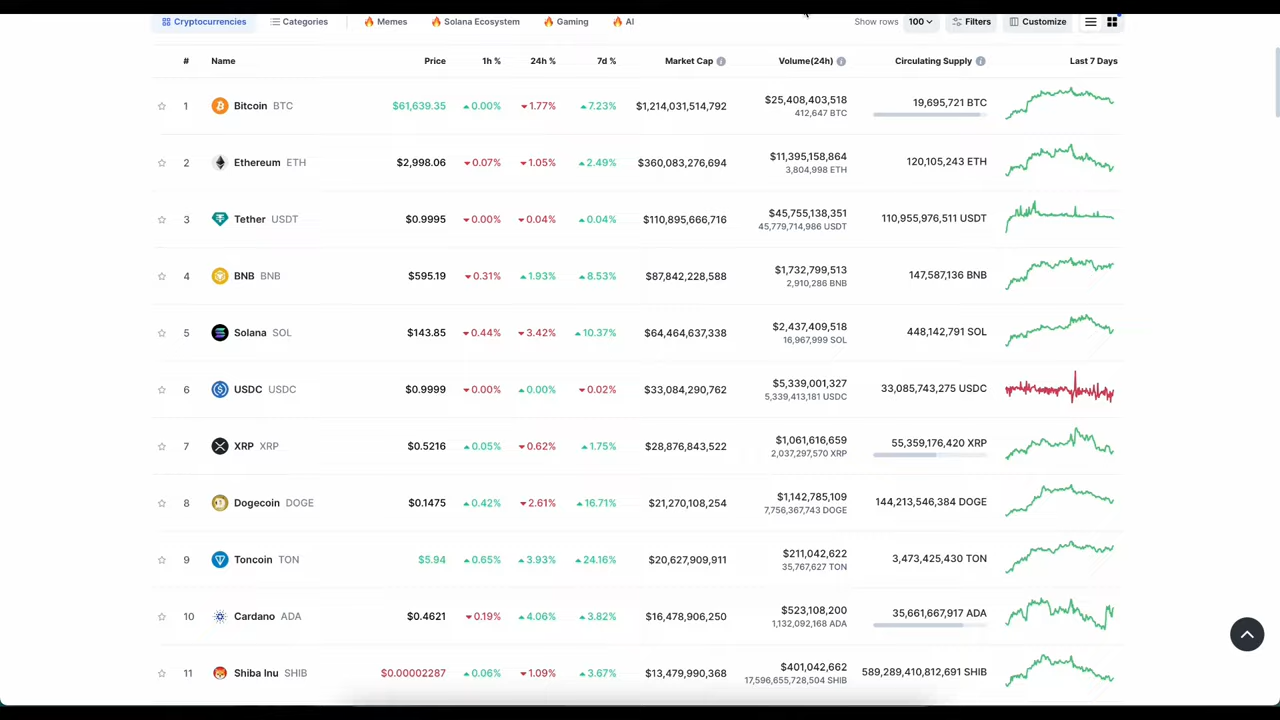 Cryptocurrencies Categories Memes Solana Ecosystem Gaming AI Show rows 100 Filters Customize
# Name Price 1h % 24h % 7d % Market Cap Volume(24h) Circulating Supply Last 7 Days
1 Bitcoin BTC $61,639.35 0.00% 1.77% 7.23% $1,214,031,514,792 $25,408,403,518 19,695,721 BTC
412,647 BTC
2 Ethereum ETH $2,998.06 0.07% 1.05% 2.49% $360,083,276,694 $11,395,158,864 120,105,243 ETH
3,804,998 ETH
3 Tether USDT $0.9995 0.00% 0.04% 0.04% $110,895,666,716 $45,755,138,351 110,955,976,511 USDT
45,779,714,986 USDT
4 BNB BNB $595.19 0.31% 1.93% 8.53% $87,842,228,588 $1,732,799,513 147,587,136 BNB
2,910,286 BNB
5 Solana SOL $143.85 0.44% 3.42% 10.37% $64,464,637,338 $2,437,409,518 448,142,791 SOL
16,967,999 SOL
6 USDC USDC $0.9999 0.00% 0.00% 0.02% $33,084,290,762 $5,339,001,327 33,085,743,275 USDC
5,339,413,181 USDC
7 XRP XRP $0.5216 0.05% 0.62% 1.75% $28,876,843,522 $1,061,616,659 55,359,176,420 XRP
2,037,297,570 XRP
8 Dogecoin DOGE $0.1475 0.42% 2.61% 16.71% $21,270,108,254 $1,142,785,109 144,213,546,384 DOGE
7,756,367,743 DOGE
9 Toncoin TON $5.94 0.65% 3.93% 24.16% $20,627,909,911 $211,042,622 3,473,425,430 TON
35,767,627 TON
10 Cardano ADA $0.4621 0.19% 4.06% 3.82% $16,478,906,250 $523,108,200 35,661,667,917 ADA
1,132,092,168 ADA
11 Shiba Inu SHIB $0.00002287 0.06% 1.09% 3.67% $13,479,990,368 $401,042,662 589,289,410,812,691 SHIB
17,596,655,728,504 SHIB